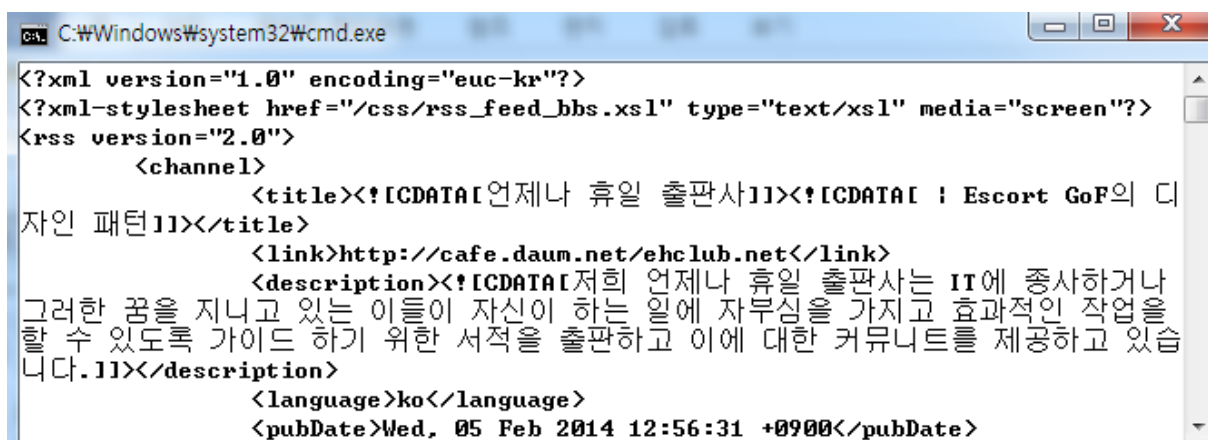 C:₩Windows₩system32₩cmd.exe
<?xml version="1.0" encoding="euc-kr"?>
<?xml-stylesheet href="/css/rss_feed_bbs.xsl" type="text/xsl" media="screen"?>
<rss version="2.0">
<channel>
<title><![CDATA[언제나 휴일 출판사]]><![CDATA[ | Escort GoF의 디
자인 패턴]]></title>
<link>http://cafe.daum.net/ehclub.net</link>
<description><![CDATA[저희 언제나 휴일 출판사는 IT에 종사하거나
그러한 꿈을 지니고 있는 이들이 자신이 하는 일에 자부심을 가지고 효과적인 작업을
할 수 있도록 가이드 하기 위한 서적을 출판하고 이에 대한 커뮤니트를 제공하고 있습
니다.]]></description>
<language>ko</language>
<pubDate>Wed, 05 Feb 2014 12:56:31 +0900</pubDate>